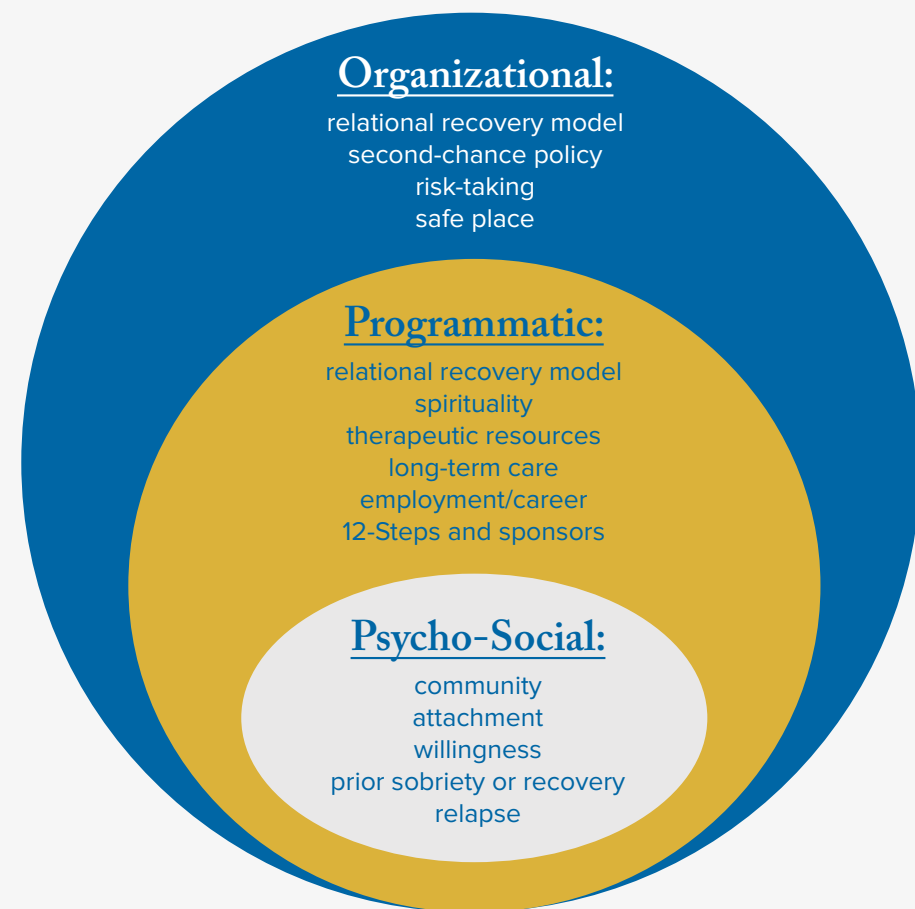 Organizational:
relational recovery model
second-chance policy
risk-taking
safe place
Programmatic:
relational recovery model
spirituality
therapeutic resources
long-term care
employment/career
12-Steps and sponsors
Psycho-Social:
community
attachment
willingness
prior sobriety or recovery
relapse